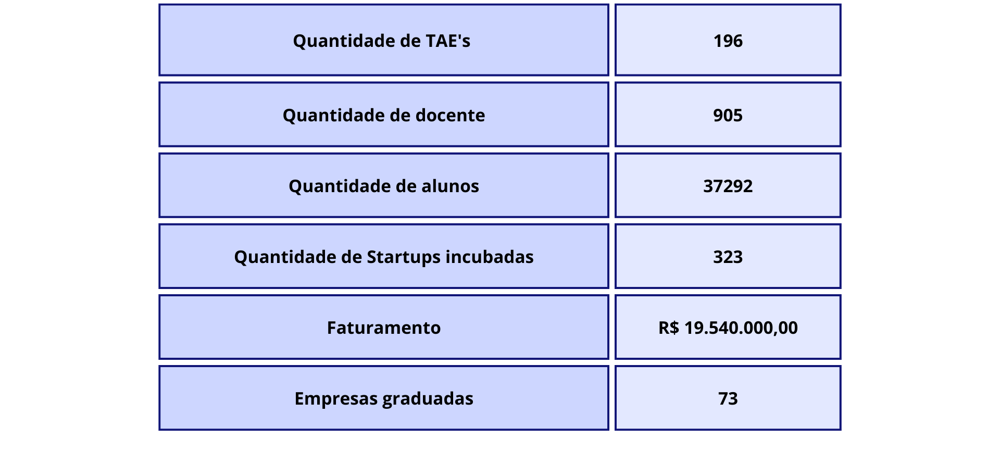 Quantidade de TAE's 196
Quantidade de docente 905
Quantidade de alunos 37292
Quantidade de Startups incubadas 323
Faturamento R$ 19.540.000,00
Empresas graduadas 73